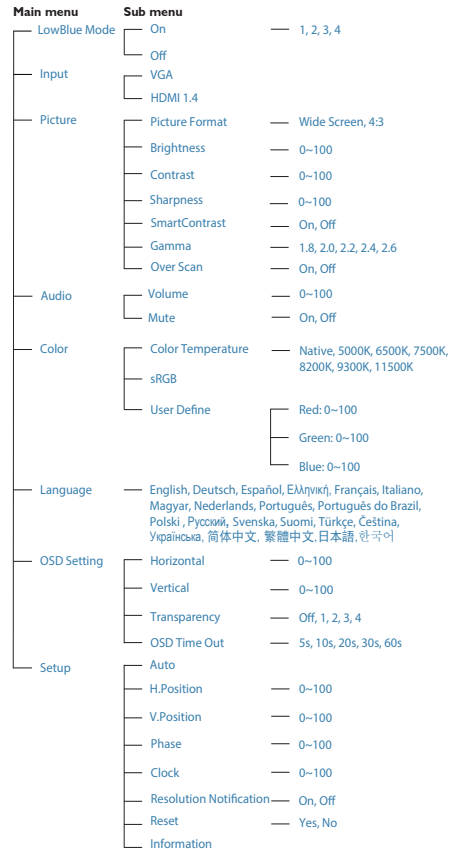 Main menu Sub menu
LowBlue Mode On 1, 2, 3, 4
Off
Input VGA
HDMI 1.4
Picture Picture Format Wide Screen, 4:3
Brightness 0~100
Contrast 0~100
Sharpness 0~100
SmartContrast On, Off
Gamma 1.8, 2.0, 2.2, 2.4, 2.6
Over Scan On, Off
Audio Volume 0~100
Mute On, Off
Color Color Temperature Native, 5000K, 6500K, 7500K,
8200K, 9300K, 11500K
sRGB
User Define Red: 0~100
Green: 0~100
Blue: 0~100
Language English, Deutsch, Español, Ελληνική, Français, Italiano,
Magyar, Nederlands, Português, Português do Brazil,
Polski , Русский, Svenska, Suomi, Türkçe, Čeština,
Українська, 简体中文, 繁體中文,日本語,한국어
OSD Setting Horizontal 0~100
Vertical 0~100
Transparency Off, 1, 2, 3, 4
OSD Time Out 5s, 10s, 20s, 30s, 60s
Setup Auto
H.Position 0~100
V.Position 0~100
Phase 0~100
Clock 0~100
Resolution Notification On, Off
Reset Yes, No
Information